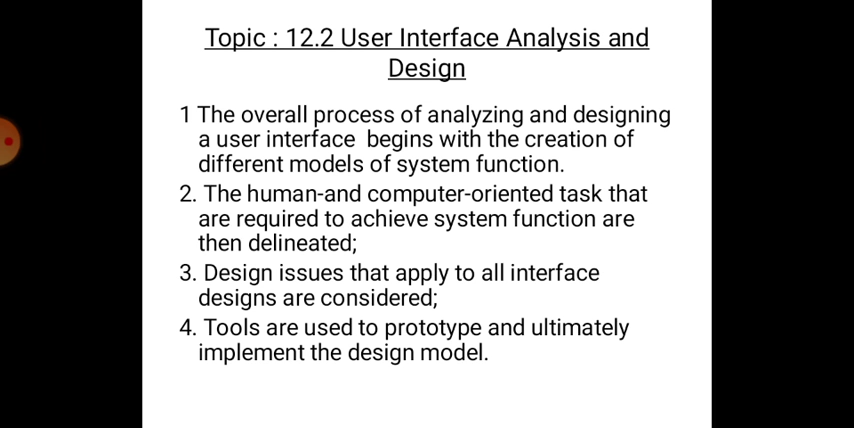 Topic : 12.2 User Interface Analysis and
Design
1 The overall process of analyzing and designing
a user interface begins with the creation of
different models of system function.
2. The human-and computer-oriented task that
are required to achieve system function are
then delineated;
3. Design issues that apply to all interface
designs are considered;
4. Tools are used to prototype and ultimately
implement the design model.